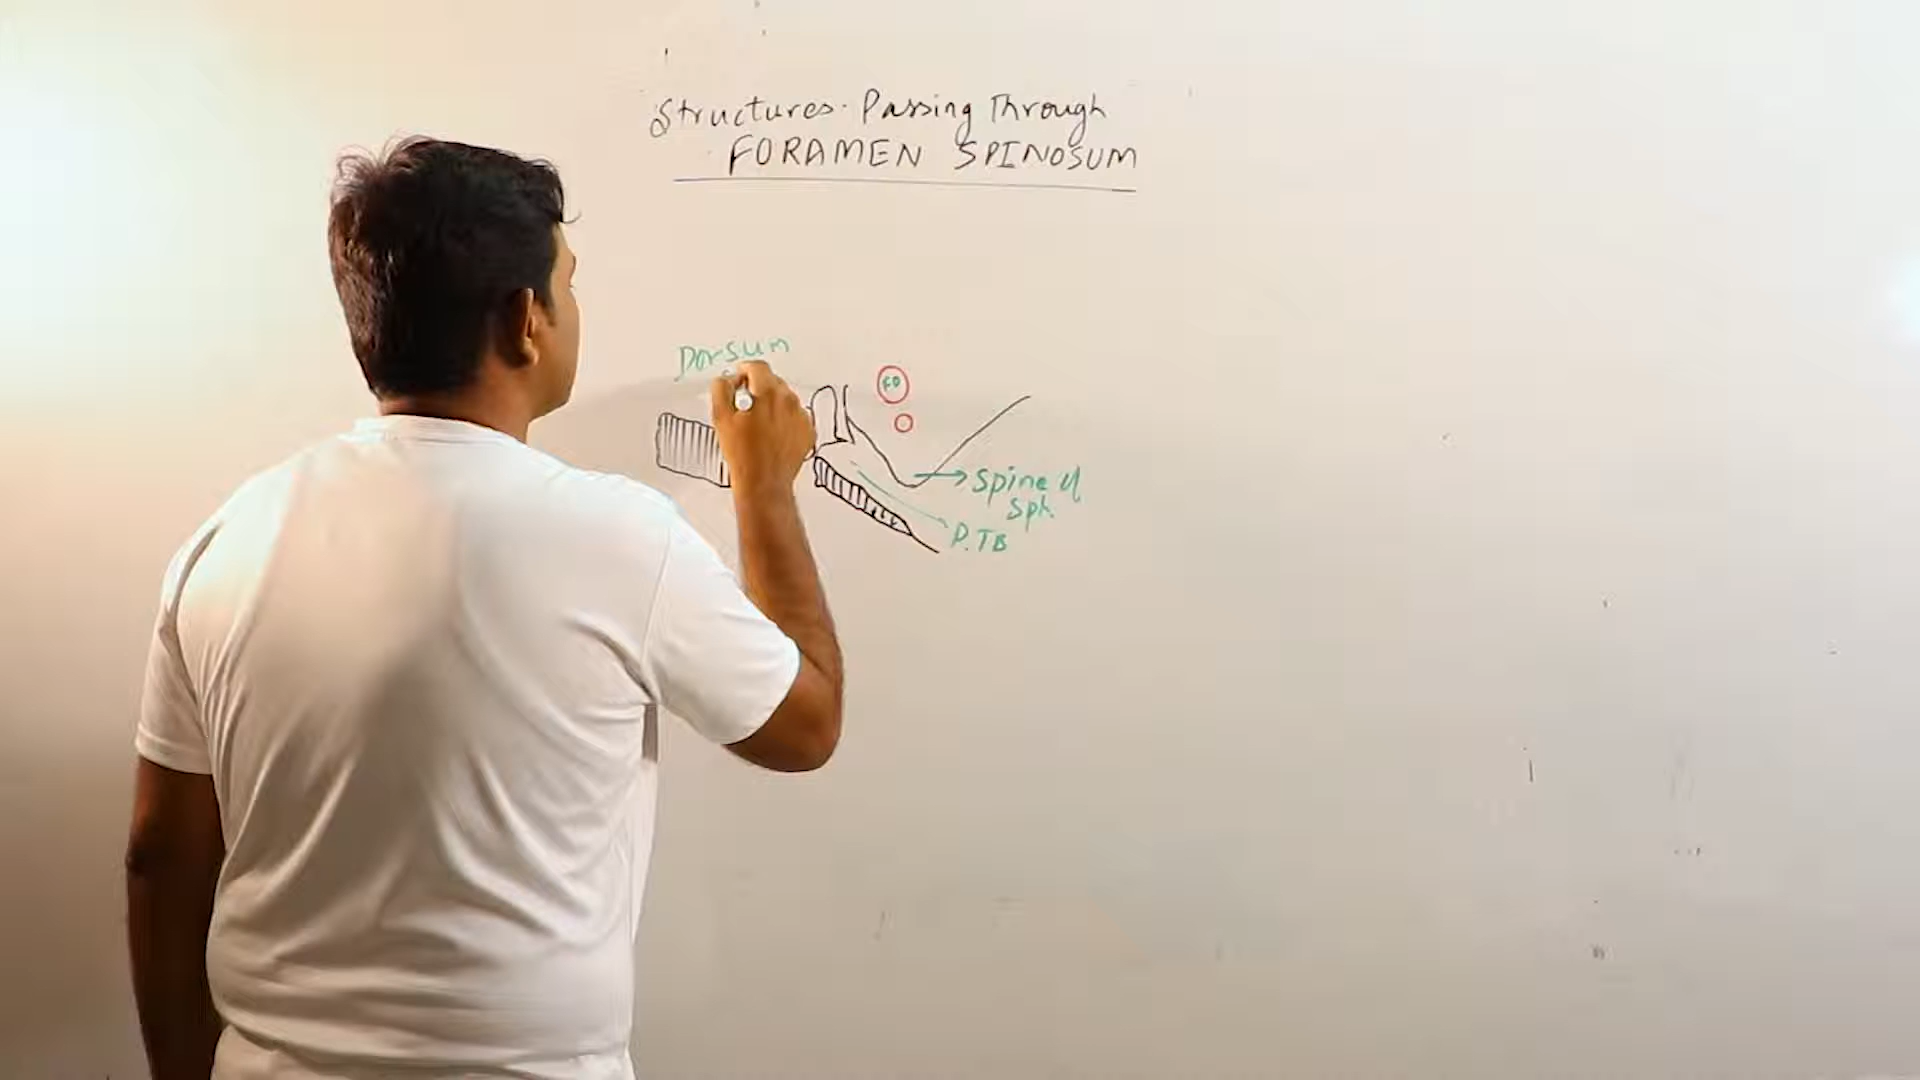 Structures Passing Through
FORAMEN SPINOSUM
Dorsum
S
FO
Spine of
Sph
P.TB